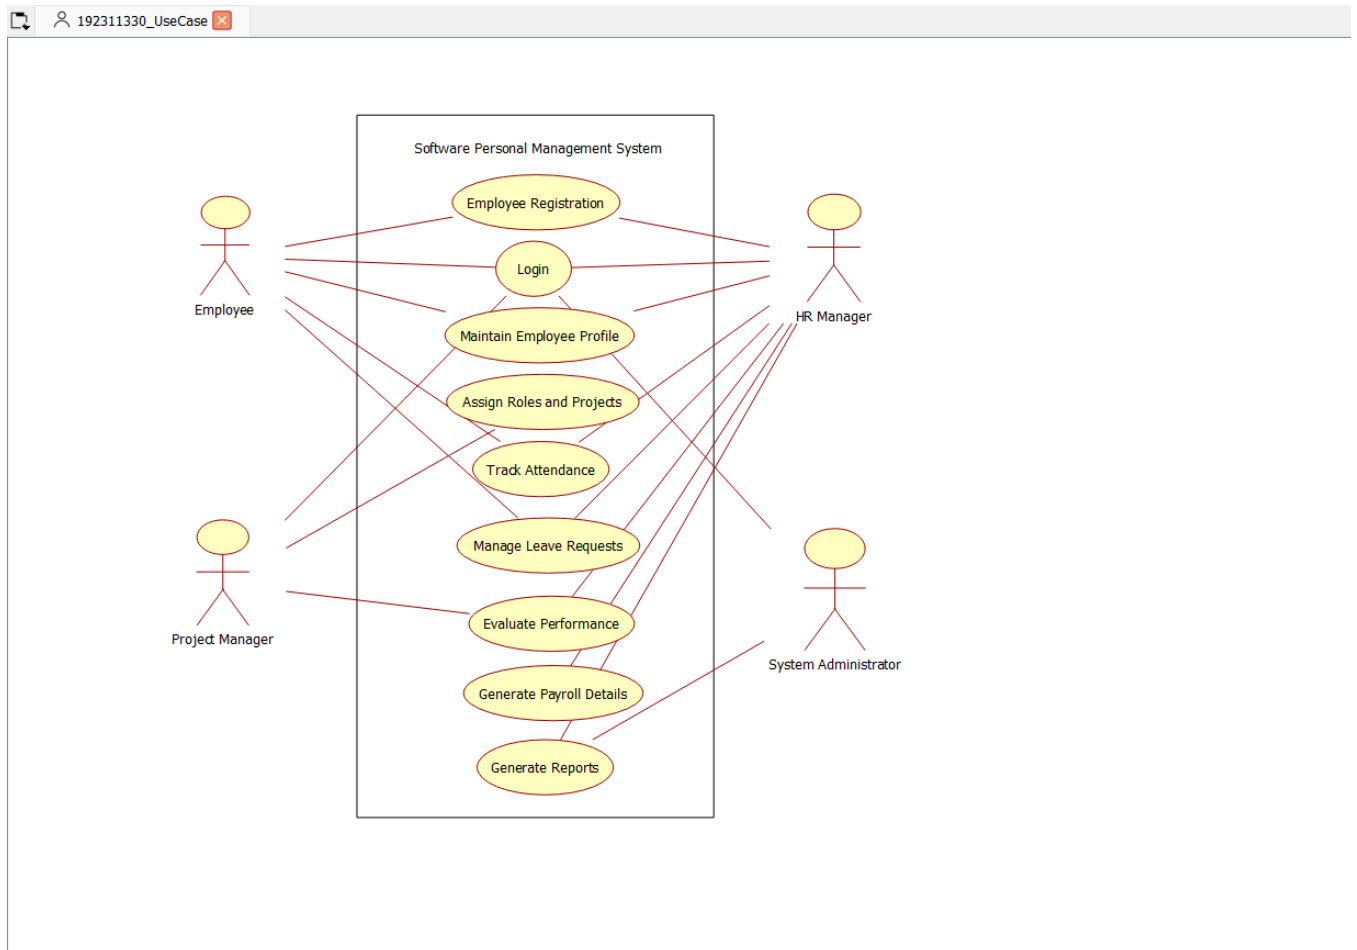 192311330_UseCase
Software Personal Management System
Employee Registration
Login
Employee
HR Manager
Maintain Employee Profile
Assign Roles and Projects
Track Attendance
Manage Leave Requests
Project Manager
Evaluate Performance
System Administrator
Generate Payroll Details
Generate Reports